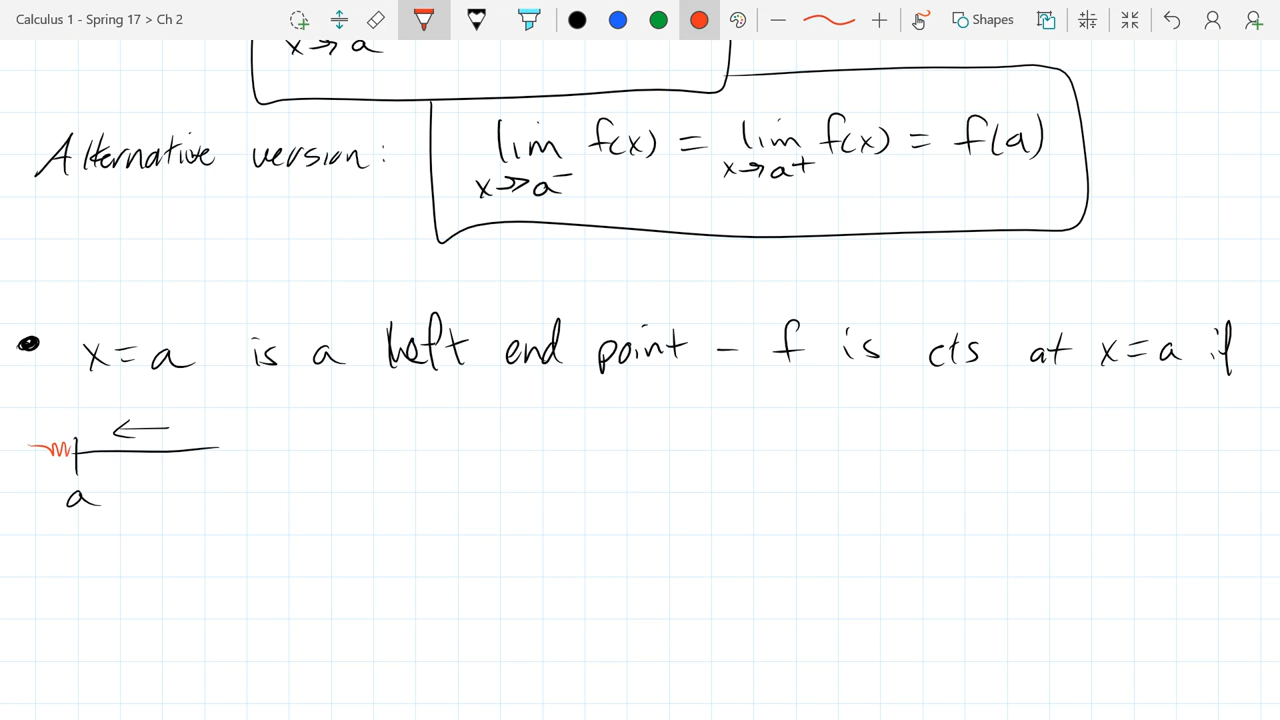 Calculus 1 - Spring 17 > Ch 2
Shapes
x → a
Alternative version: lim f(x) = lim f(x) = f(a)
x → a⁻ x → a⁺
• x = a is a left end point - f is cts at x = a if
←
a